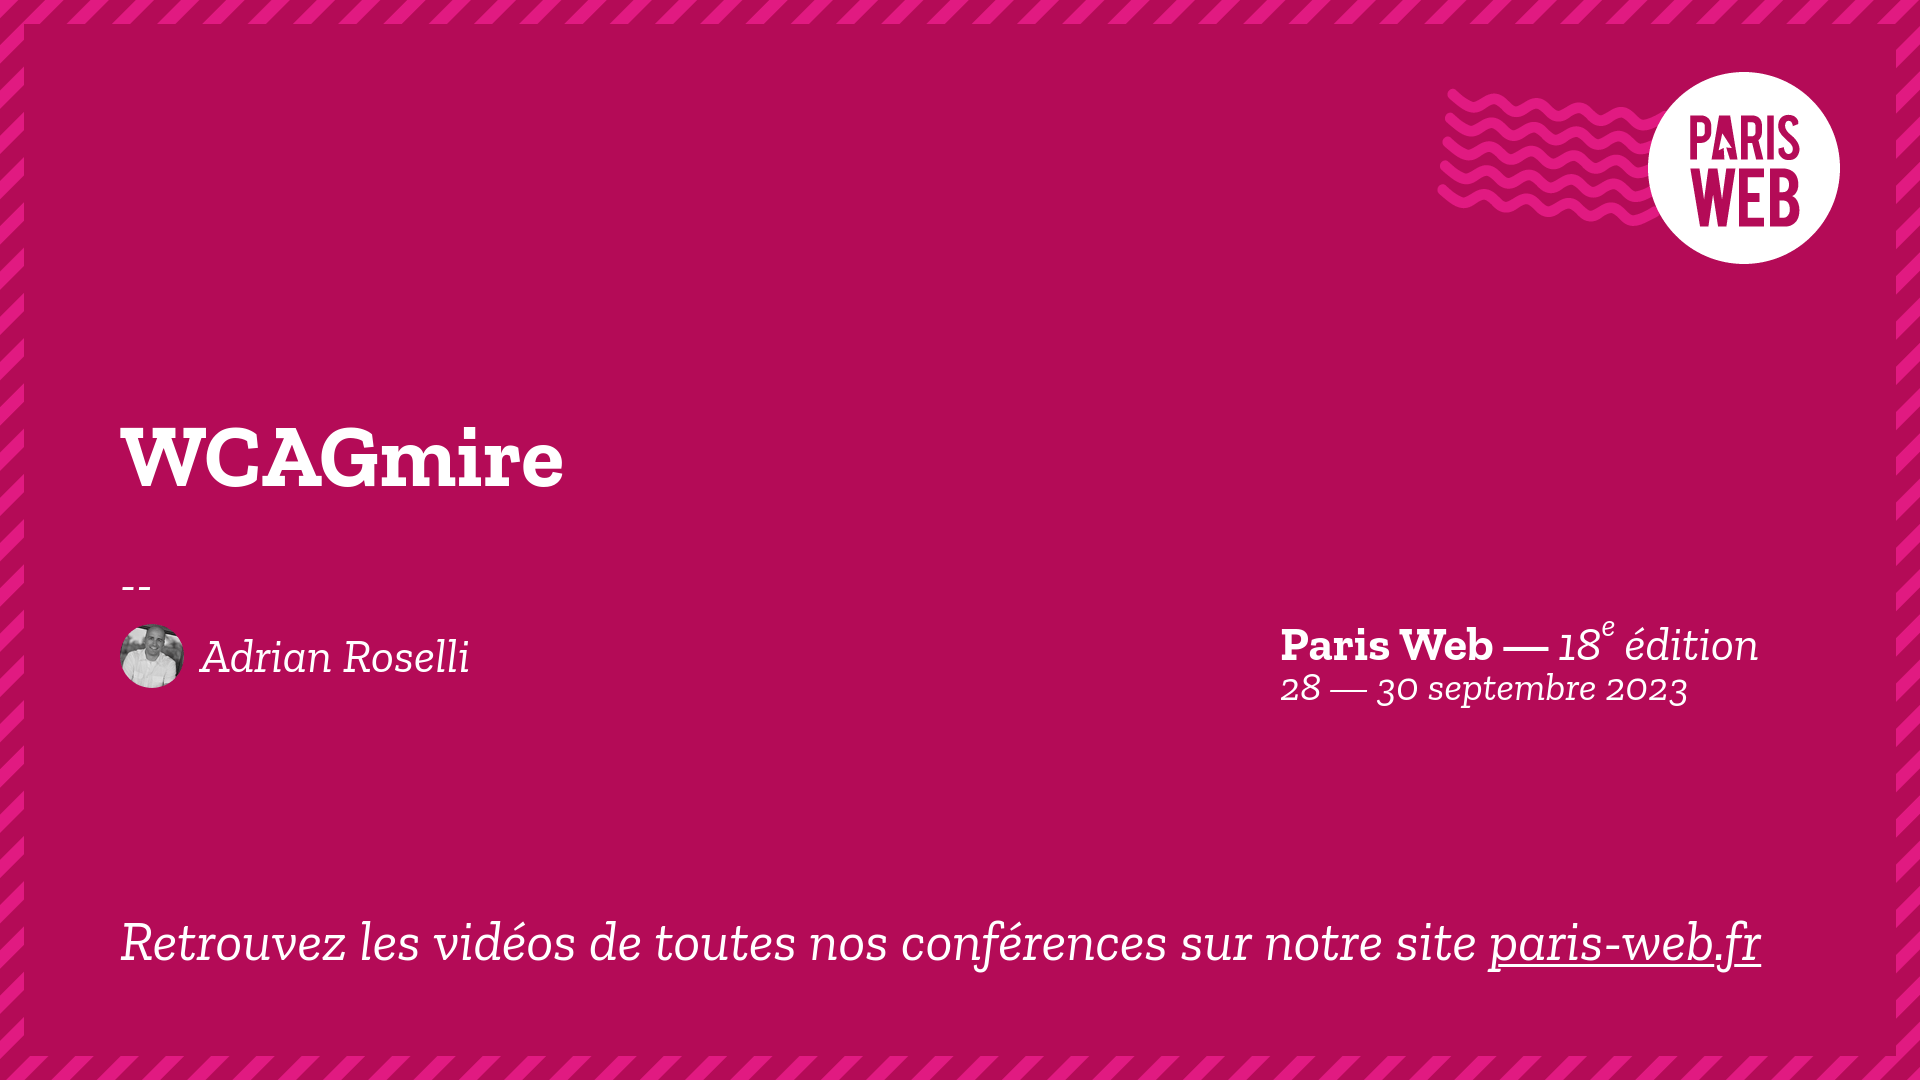 PARIS
WEB
WCAGmire
--
Adrian Roselli
Paris Web — 18e édition
28 — 30 septembre 2023
Retrouvez les vidéos de toutes nos conférences sur notre site paris-web.fr